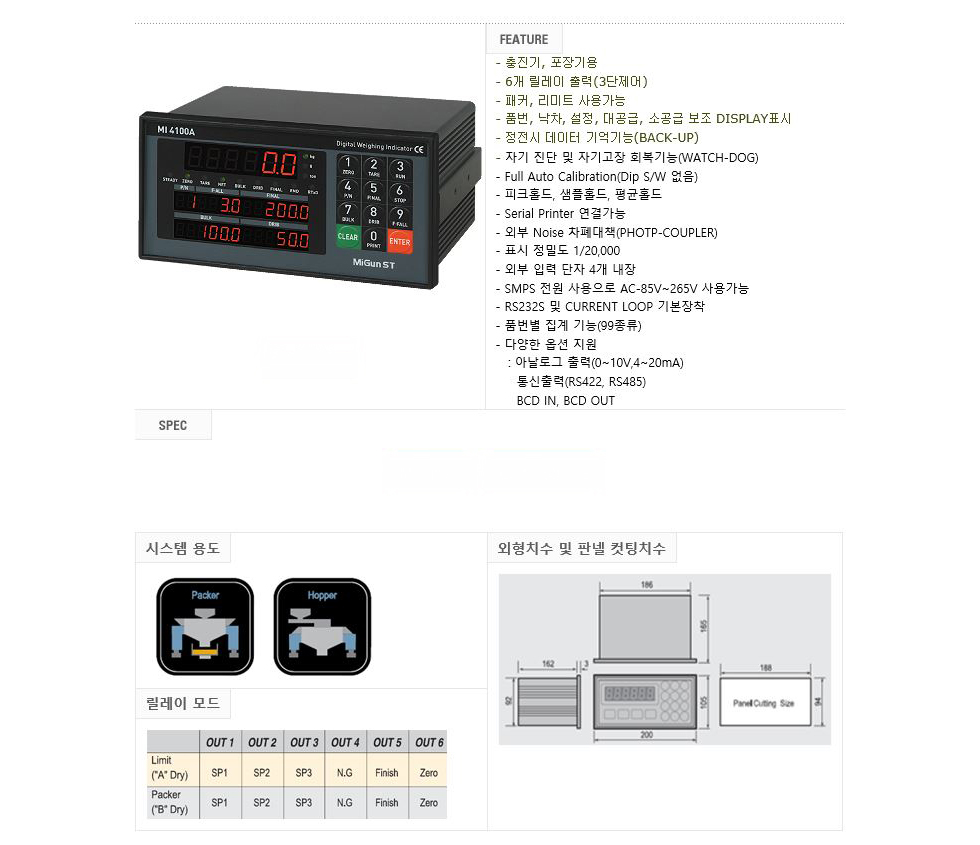 FEATURE
- 충진기, 포장기용
- 6개 릴레이 출력(3단제어)
- 패커, 리미트 사용가능
- 품번, 낙차, 설정, 대공급, 소공급 보조 DISPLAY표시
- 정전시 데이터 기억기능(BACK-UP)
- 자기 진단 및 자기고장 회복기능(WATCH-DOG)
- Full Auto Calibration(Dip S/W 없음)
- 피크홀드, 샘플홀드, 평균홀드
- Serial Printer 연결가능
- 외부 Noise 차폐대책(PHOTP-COUPLER)
- 표시 정밀도 1/20,000
- 외부 입력 단자 4개 내장
- SMPS 전원 사용으로 AC-85V~265V 사용가능
- RS232S 및 CURRENT LOOP 기본장착
- 품번별 집계 기능(99종류)
- 다양한 옵션 지원
: 아날로그 출력(0~10V,4~20mA)
통신출력(RS422, RS485)
BCD IN, BCD OUT
MI 4100A
Digital Weighing Indicator CE
0.0 kg
STEADY ZERO TARE NET BULK DRIB FINAL
P/N F-FALL FINAL
1 3.0 200.0
BULK DRIB
100.0 50.0
1 ZERO 2 TARE 3 RUN
4 P/N 5 FINAL 6 STOP
7 BULK 8 DRIB 9 F-FALL
CLEAR 0 PRINT ENTER
MiGun ST
SPEC
시스템 용도
Packer Hopper
릴레이 모드
OUT 1 OUT 2 OUT 3 OUT 4 OUT 5 OUT 6
Limit
("A" Dry) SP1 SP2 SP3 N.G Finish Zero
Packer
("B" Dry) SP1 SP2 SP3 N.G Finish Zero
외형치수 및 판넬 컷팅치수
186
165
162 3
188
92
105
Panel Cutting Size
94
200